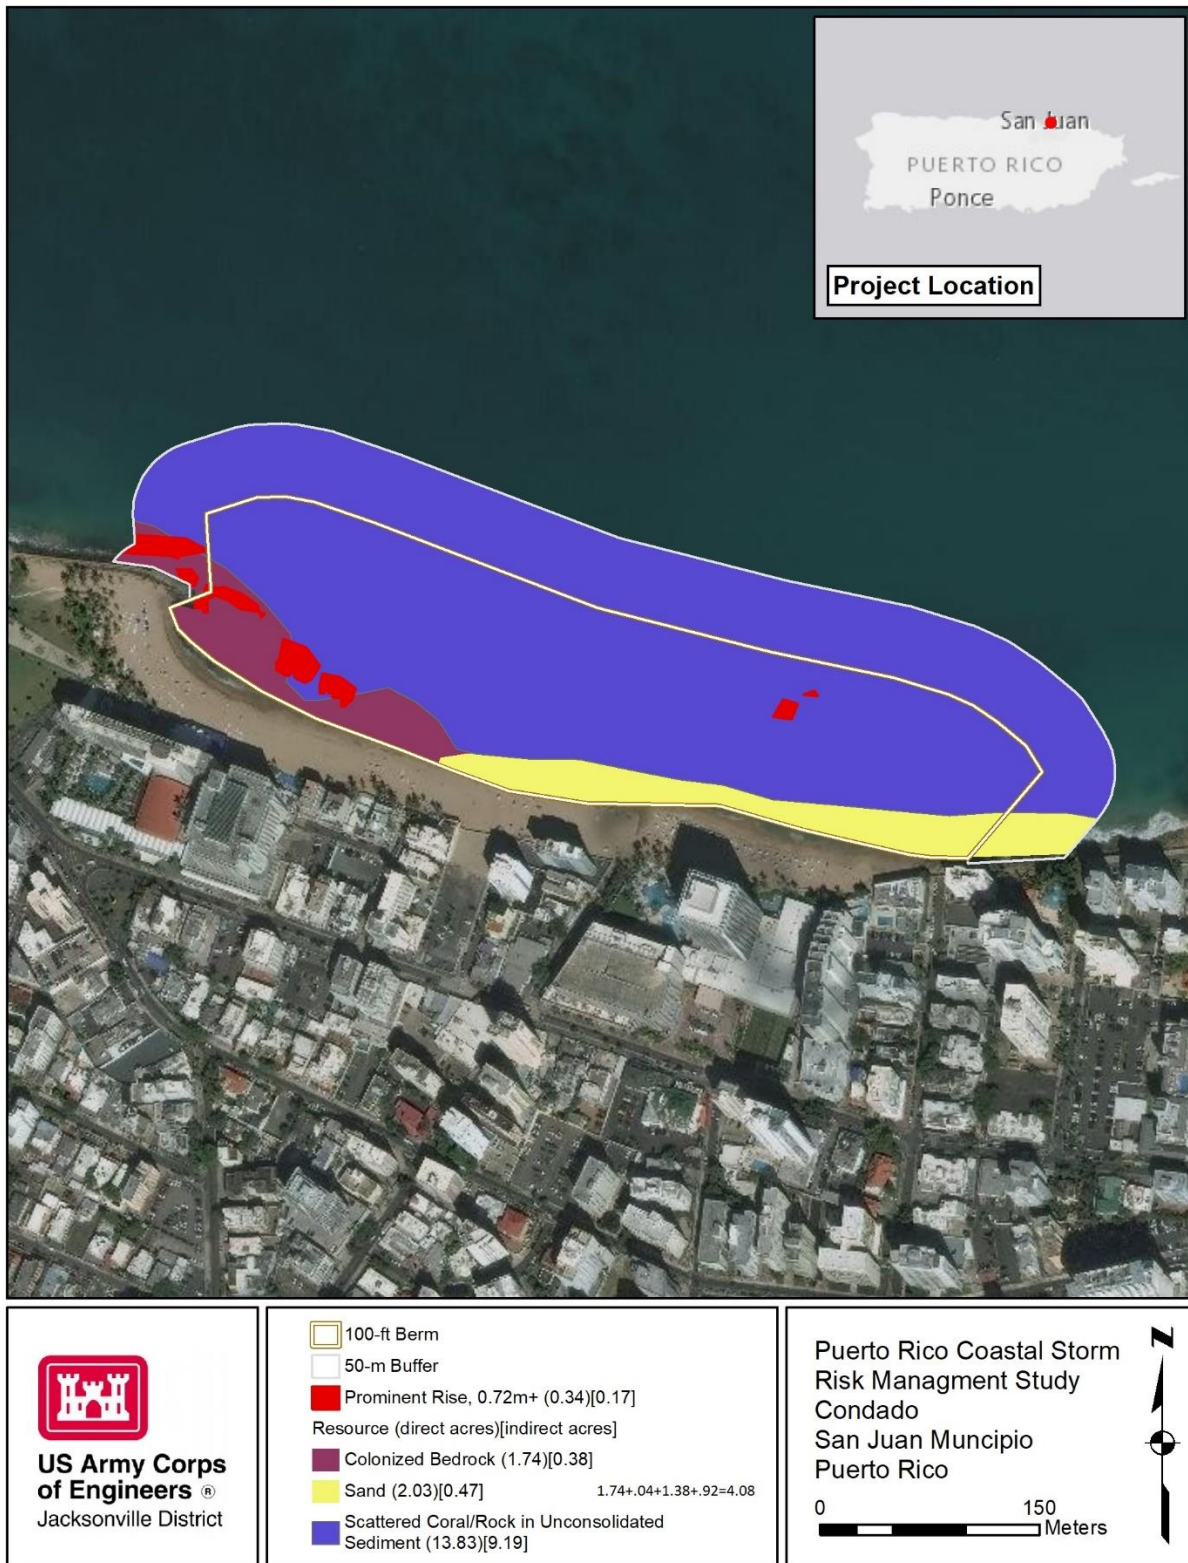 San Juan
PUERTO RICO
Ponce
Project Location
US Army Corps
of Engineers ®
Jacksonville District
100-ft Berm
50-m Buffer
Prominent Rise, 0.72m+ (0.34)[0.17]
Resource (direct acres)[indirect acres]
Colonized Bedrock (1.74)[0.38]
Sand (2.03)[0.47]
1.74+.04+1.38+.92=4.08
Scattered Coral/Rock in Unconsolidated
Sediment (13.83)[9.19]
Puerto Rico Coastal Storm
Risk Managment Study
Condado
San Juan Muncipio
Puerto Rico
N
0 150
Meters